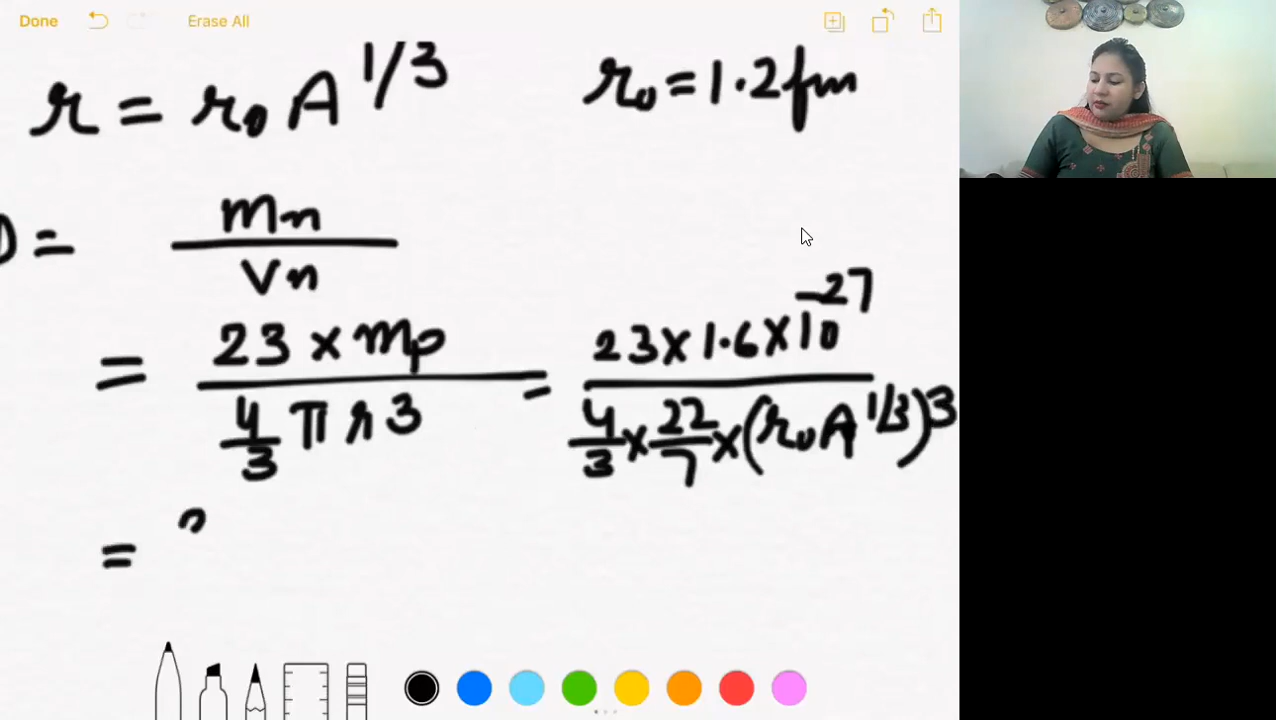 Done Erase All
r = r₀ A^1/3 r₀ = 1.2 fm
D = Mn / Vn
= 23 × mp / 4/3 π r³ = 23 × 1.6 × 10^-27 / 4/3 × 22/7 × (r₀ A^1/3)³
=